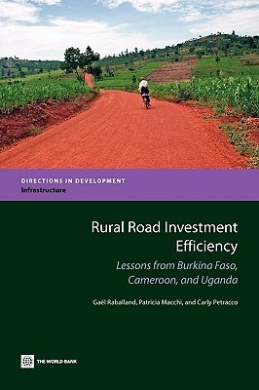 DIRECTIONS IN DEVELOPMENT
Infrastructure
Rural Road Investment
Efficiency
Lessons from Burkina Faso,
Cameroon, and Uganda
Gaël Raballand, Patricia Macchi, and Carly Petracco
THE WORLD BANK